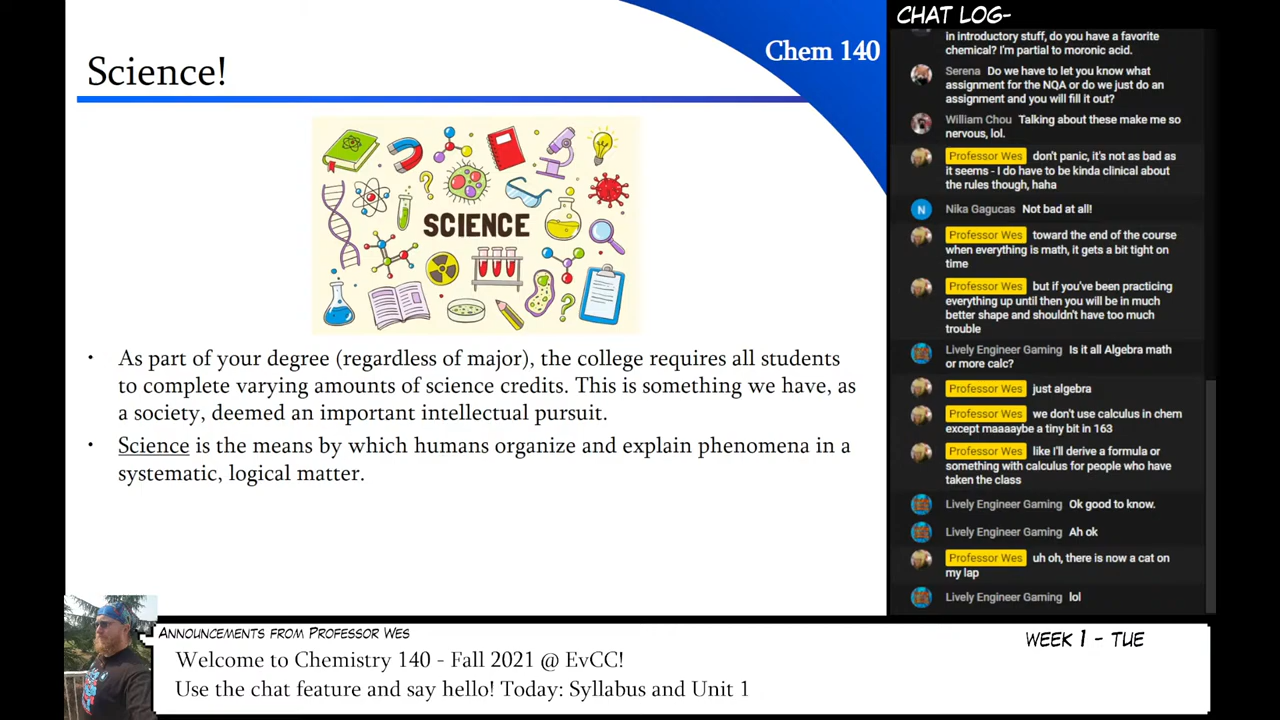 Science!
Chem 140
SCIENCE
• As part of your degree (regardless of major), the college requires all students
to complete varying amounts of science credits. This is something we have, as
a society, deemed an important intellectual pursuit.
• Science is the means by which humans organize and explain phenomena in a
systematic, logical matter.
CHAT LOG-
in introductory stuff, do you have a favorite
chemical? I'm partial to moronic acid.
Serena Do we have to let you know what
assignment for the NQA or do we just do an
assignment and you will fill it out?
William Chou Talking about these make me so
nervous, lol.
Professor Wes don't panic, it's not as bad as
it seems - I do have to be kinda clinical about
the rules though, haha
N Nika Gagucas Not bad at all!
Professor Wes toward the end of the course
when everything is math, it gets a bit tight on
time
Professor Wes but if you've been practicing
everything up until then you will be in much
better shape and shouldn't have too much
trouble
Lively Engineer Gaming Is it all Algebra math
or more calc?
Professor Wes just algebra
Professor Wes we don't use calculus in chem
except maaaaybe a tiny bit in 163
Professor Wes like I'll derive a formula or
something with calculus for people who have
taken the class
Lively Engineer Gaming Ok good to know.
Lively Engineer Gaming Ah ok
Professor Wes uh oh, there is now a cat on
my lap
Lively Engineer Gaming lol
Announcements from Professor Wes
WEEK 1 - TUE
Welcome to Chemistry 140 - Fall 2021 @ EvCC!
Use the chat feature and say hello! Today: Syllabus and Unit 1